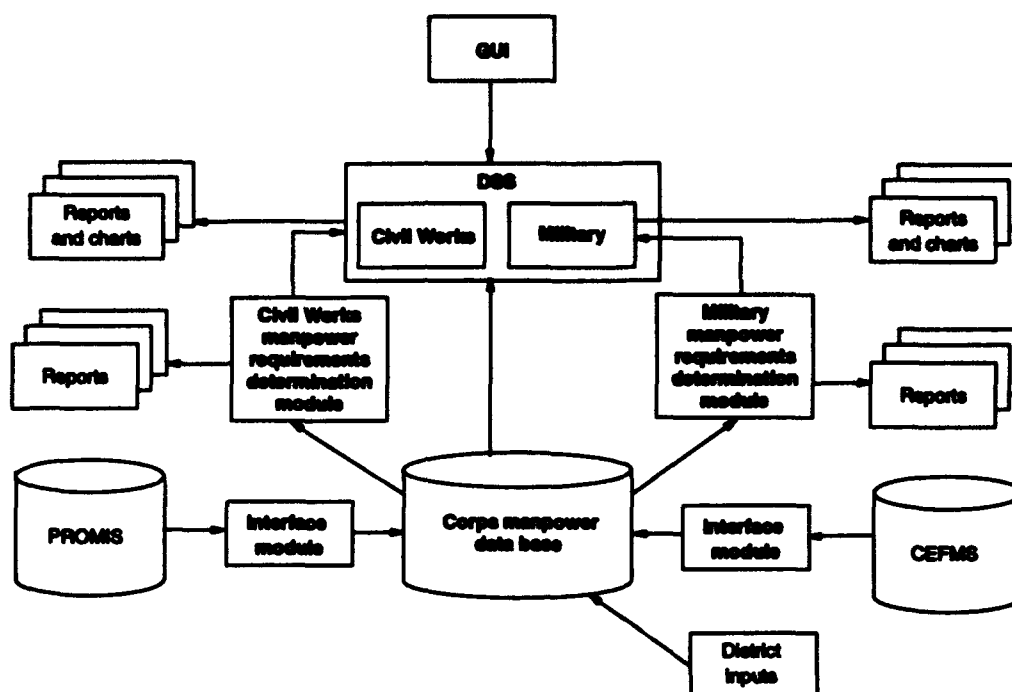 GUI
DSS
Civil Works
Military
Reports
and charts
Reports
and charts
Civil Works
manpower
requirements
determination
module
Military
manpower
requirements
determination
module
Reports
Reports
PROMIS
Interface
module
Corps manpower
data base
Interface
module
CEFMS
District
inputs